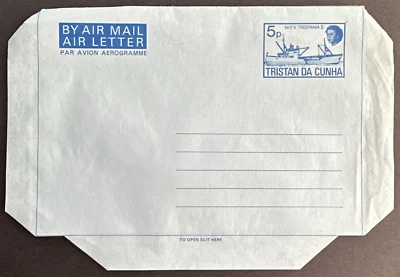 BY AIR MAIL
AIR LETTER
PAR AVION AEROGRAMME
5p
M.F.V. TRISTANIA II
TRISTAN DA CUNHA
TO OPEN SLIT HERE